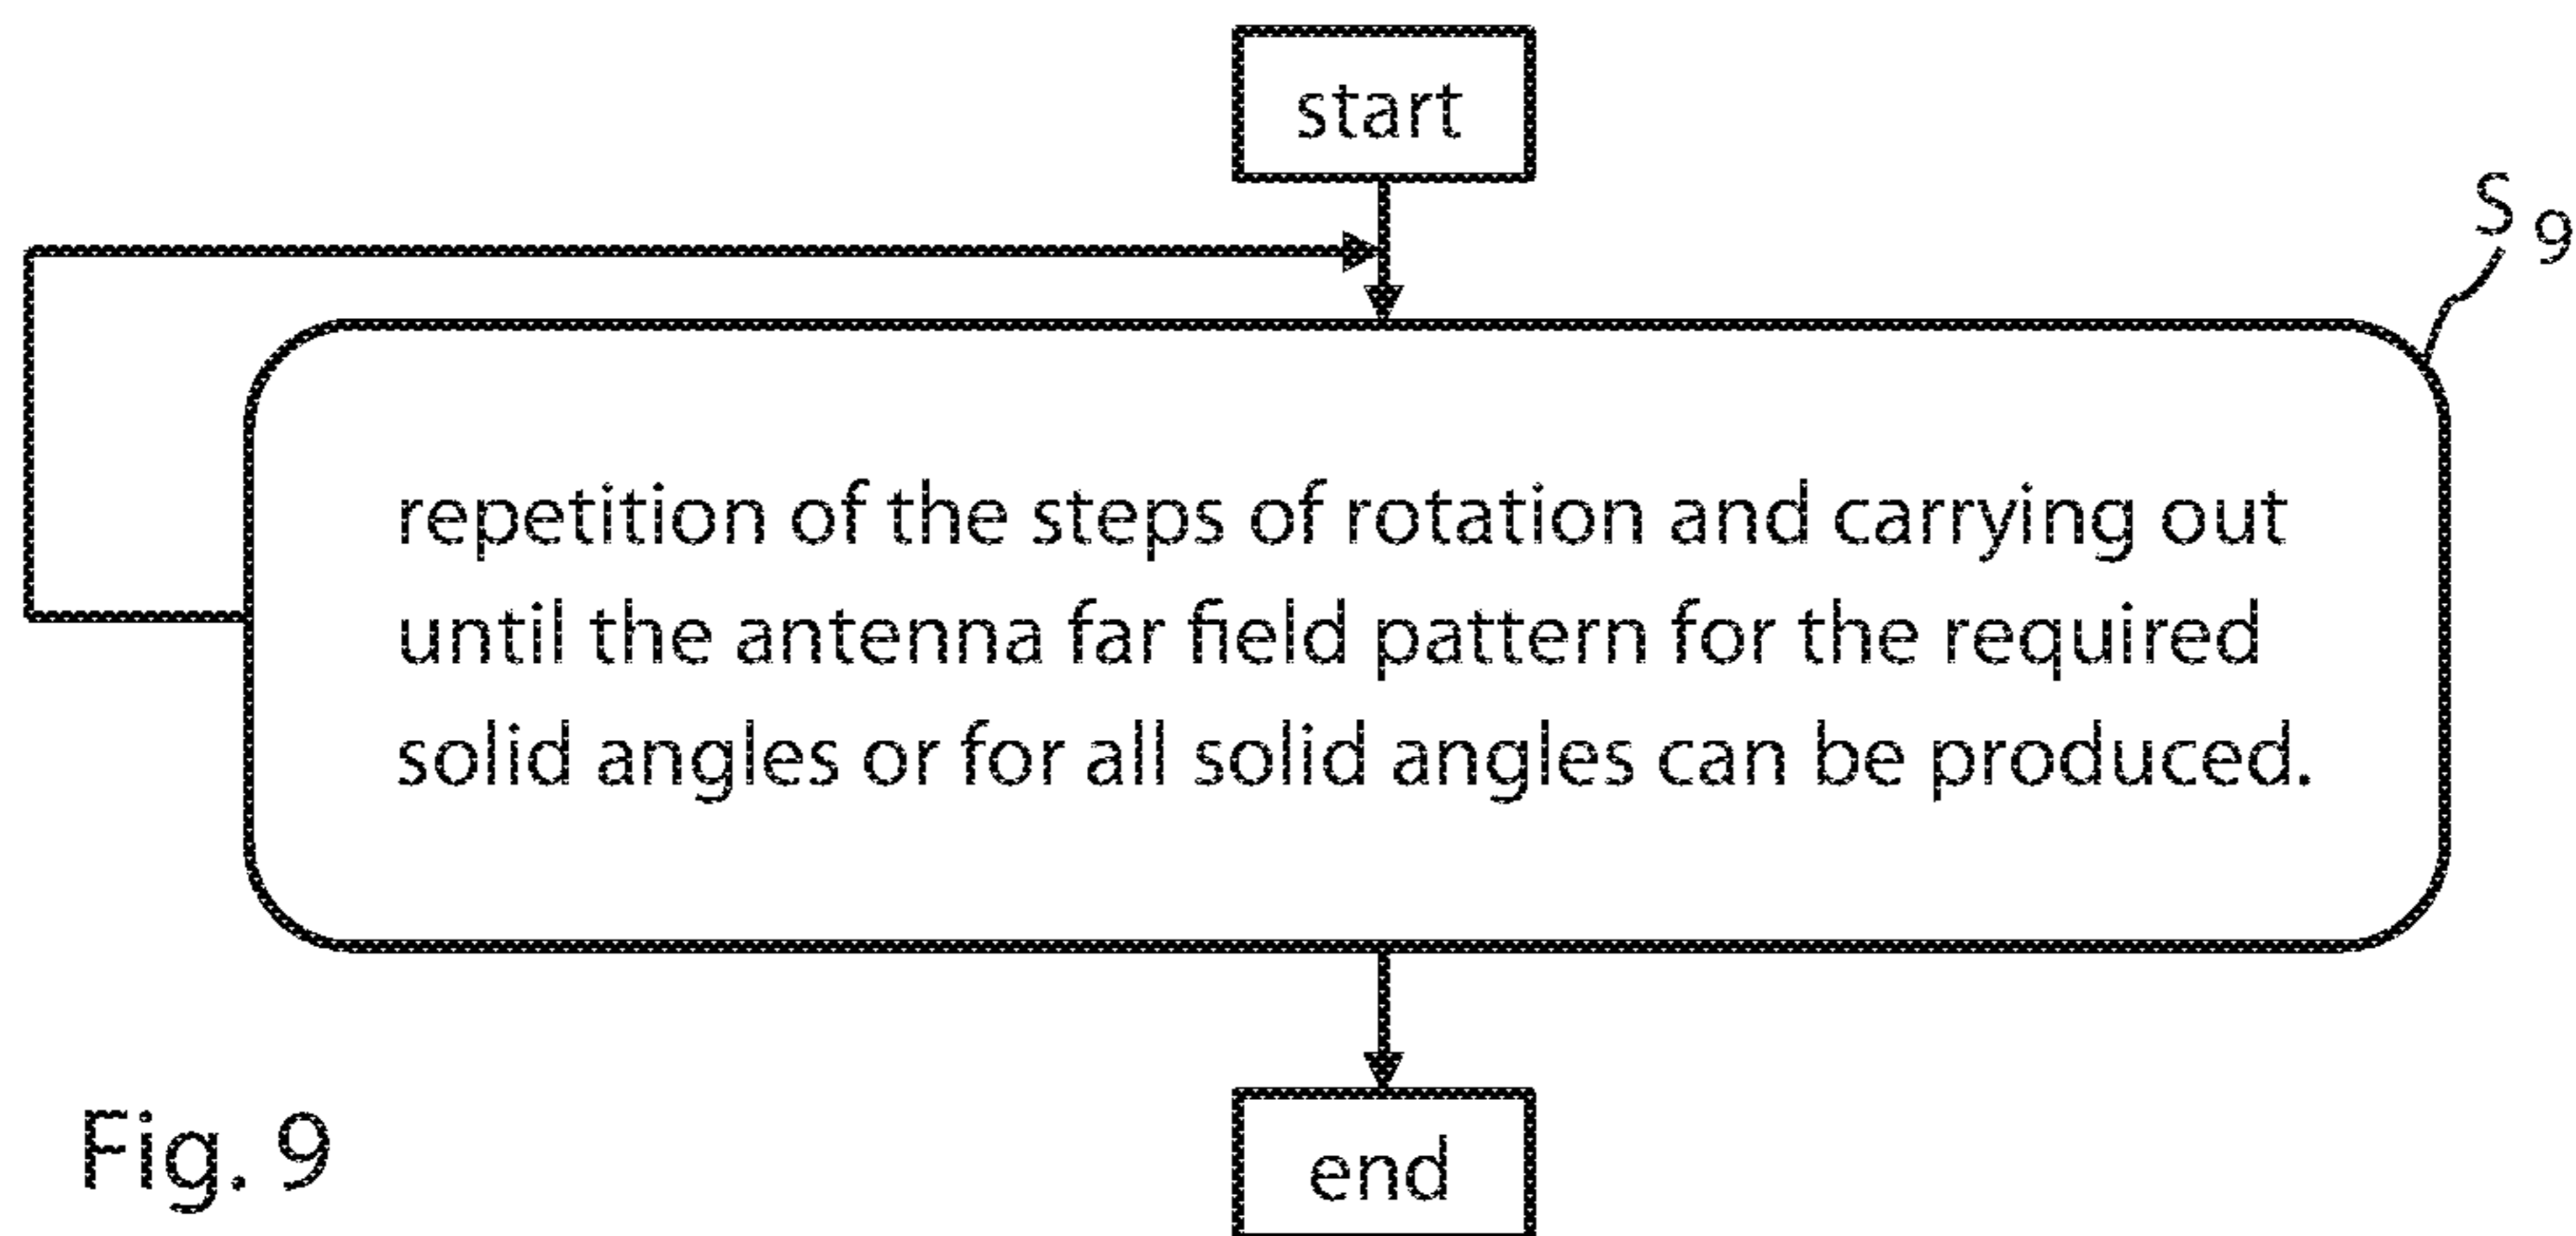 start
S 9
repetition of the steps of rotation and carrying out
until the antenna far field pattern for the required
solid angles or for all solid angles can be produced.
end
Fig. 9